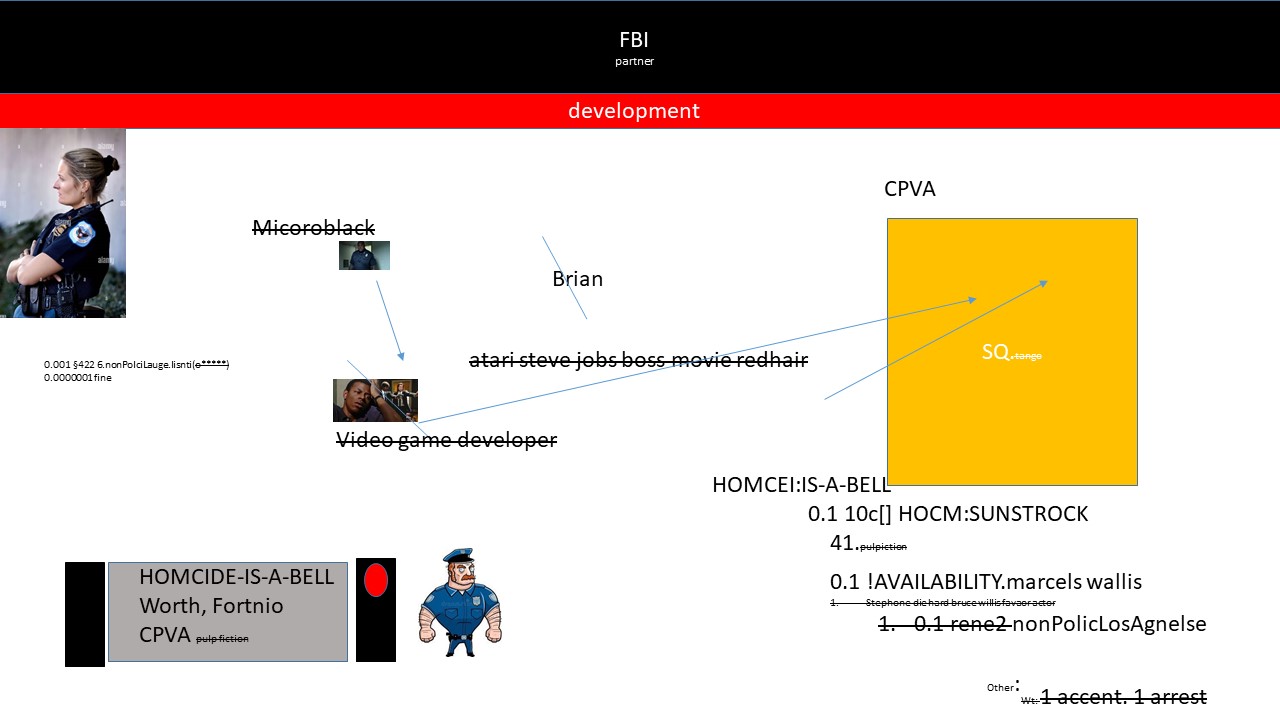 FBI
partner
development
CPVA
Micoroblack
Brian
SQ.tango
atari steve jobs boss movie redhair
0.001 §422 6.nonPolciLauge.lisnti(o*****)
0.0000001 fine
Video game developer
HOMCEI:IS-A-BELL
0.1 10c[] HOCM:SUNSTROCK
41.pulpiction
HOMCIDE-IS-A-BELL
Worth, Fortnio
CPVA pulp fiction
0.1 !AVAILABILITY.marcels wallis
1. Stephone die hard bruce willis favaor actor
1. 0.1 rene2 nonPolicLosAgnelse
Other:
Wt: 1 accent. 1 arrest